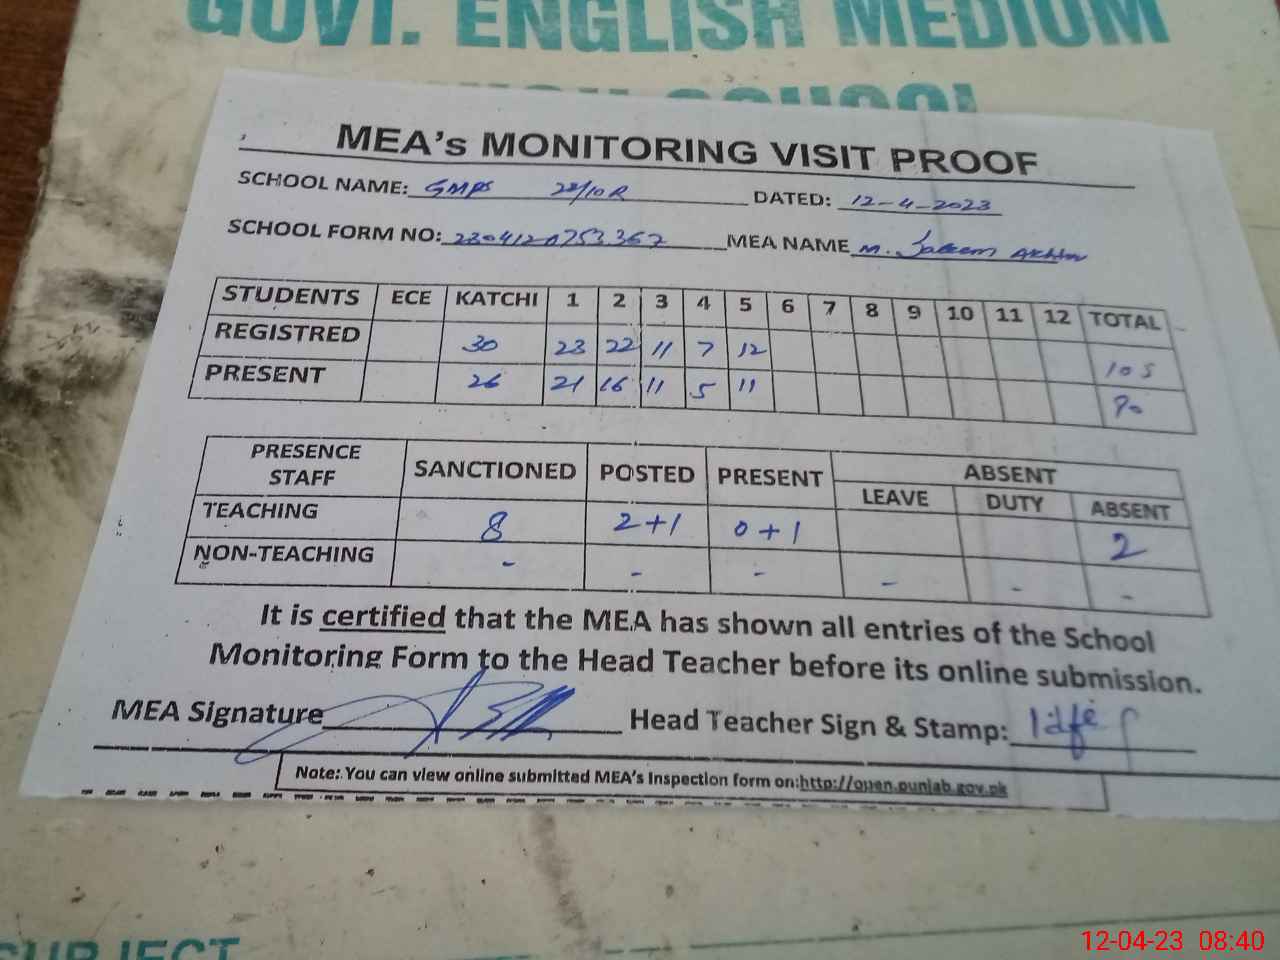 GOVT. ENGLISH MEDIUM
SCHOOL
MEA's MONITORING VISIT PROOF
SCHOOL NAME: GMPS 28/10R DATED: 12-4-2023
SCHOOL FORM NO: MEA NAME M. Saleem Akhtar
STUDENTS ECE KATCHI 1 2 3 4 5 6 7 8 9 10 11 12 TOTAL
REGISTRED 30 23 22 11 7 12 105
PRESENT 26 21 16 11 5 11 90
PRESENCE STAFF SANCTIONED POSTED PRESENT ABSENT
LEAVE DUTY ABSENT
TEACHING 8 2+1 0+1 2
NON-TEACHING - - - - - -
It is certified that the MEA has shown all entries of the School
Monitoring Form to the Head Teacher before its online submission.
MEA Signature Head Teacher Sign & Stamp:
Note: You can view online submitted MEA's Inspection form on:http://open.punjab.gov.pk
SUBJECT
12-04-23 08:40